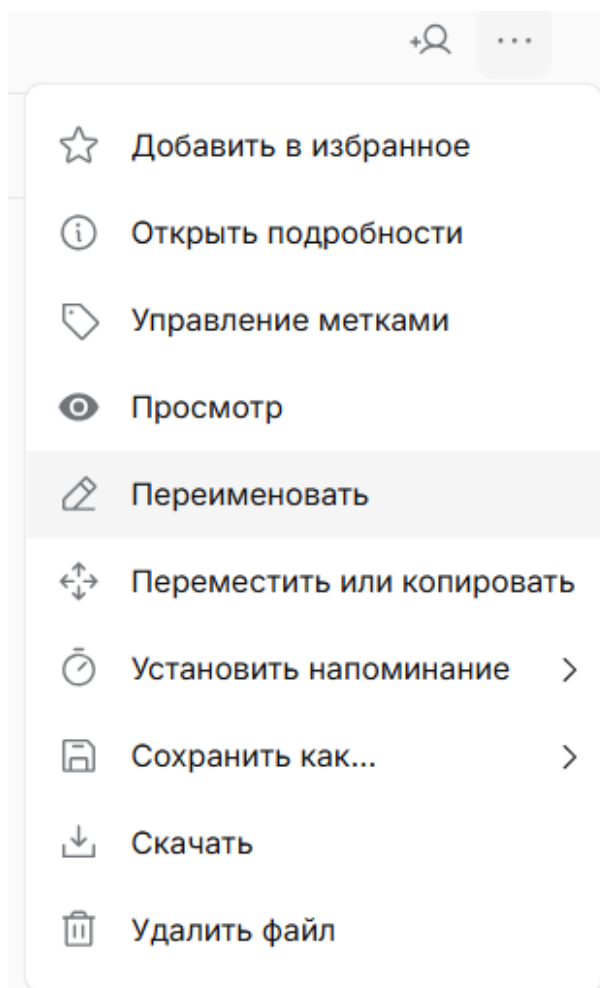 Добавить в избранное
Открыть подробности
Управление метками
Просмотр
Переименовать
Переместить или копировать
Установить напоминание
Сохранить как...
Скачать
Удалить файл